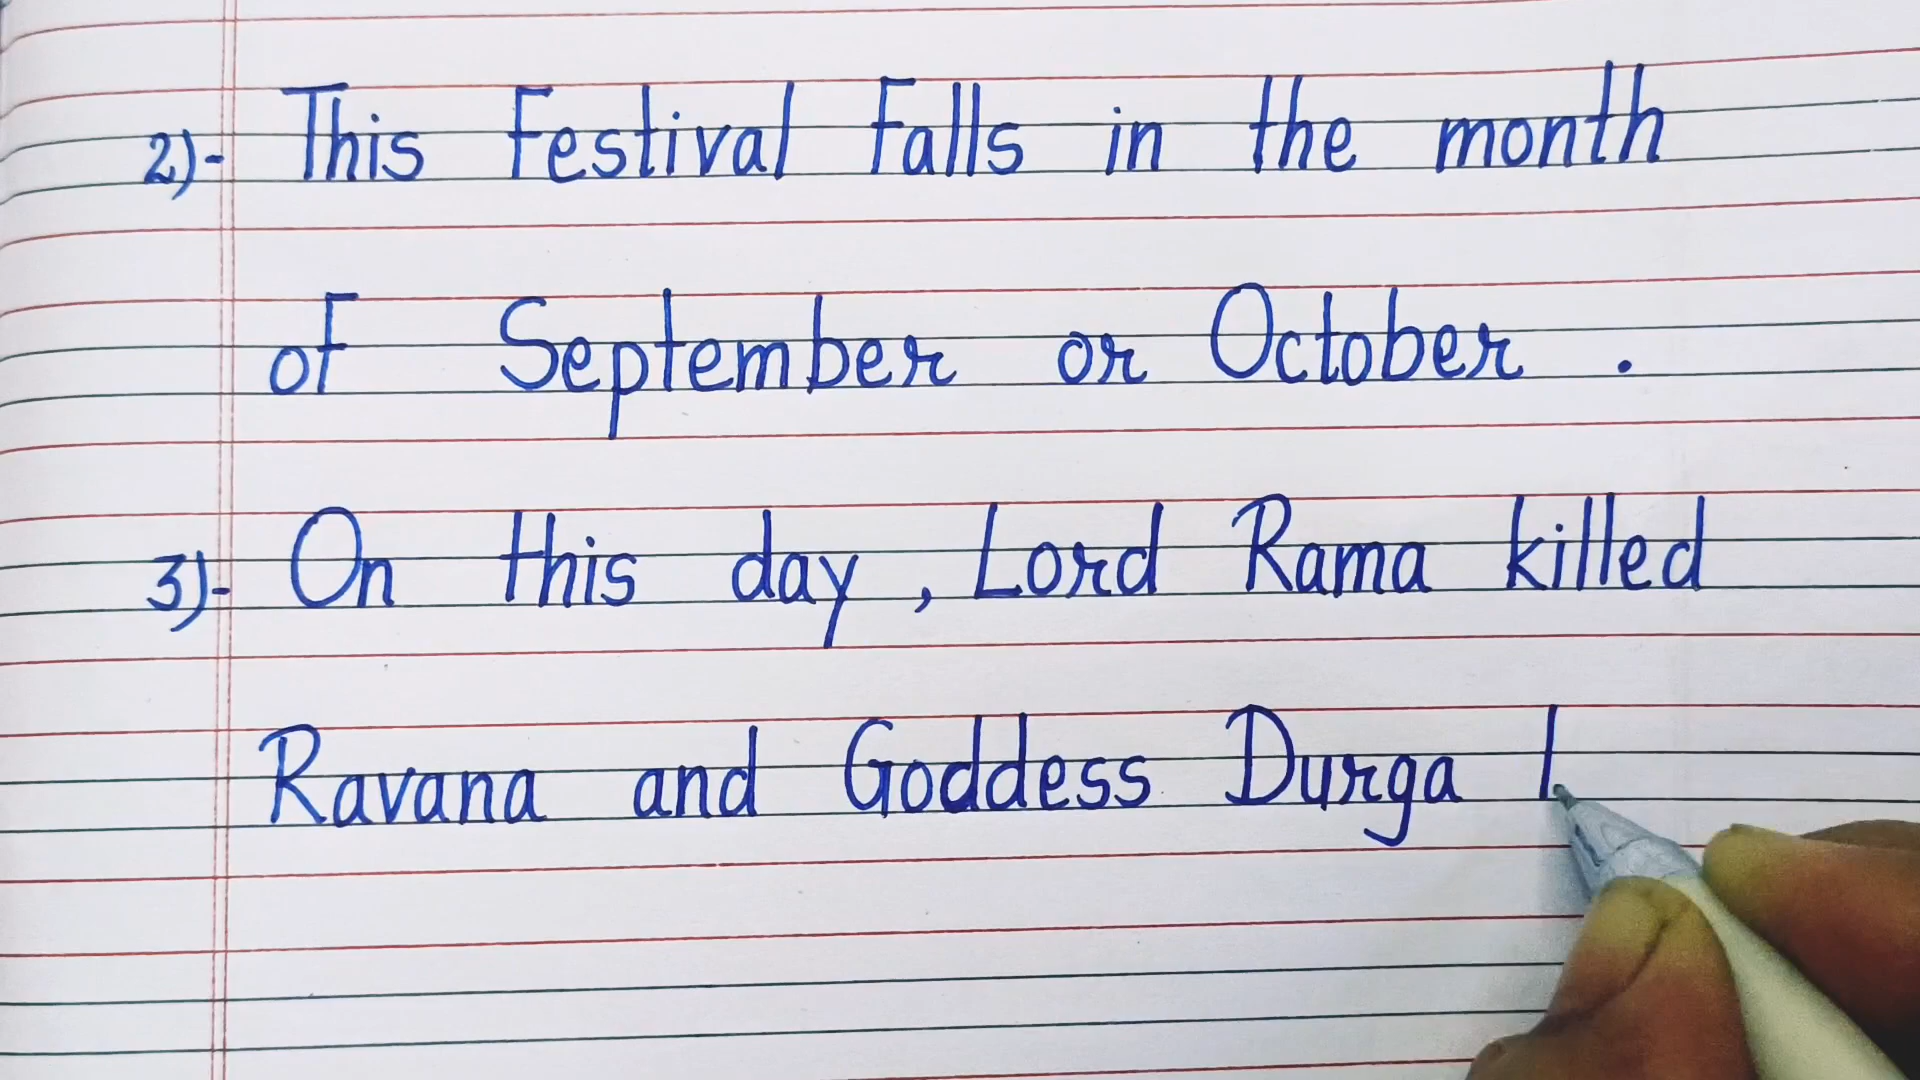 2)- This Festival Falls in the month
of September or October .
3)- On this day , Lord Rama killed
Ravana and Goddess Durga